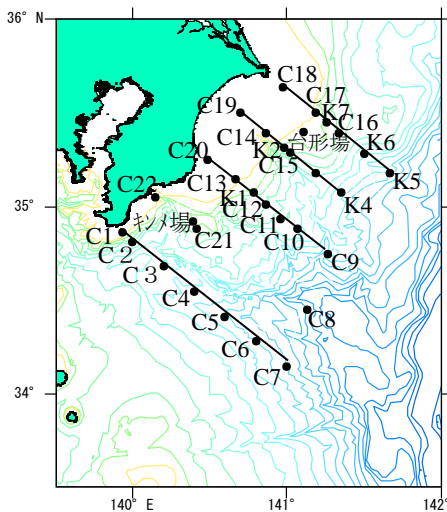 36° N
C18
C19
C17
K7
C14
C16
台形場
K2
K6
C20
C15
C13
K5
C22
K1
K4
C12
35°
ｷﾝﾒ場
C1
C11
C21
C10
C２
C9
C３
C4
C8
C5
C6
C7
34°
140° E
141°
142°